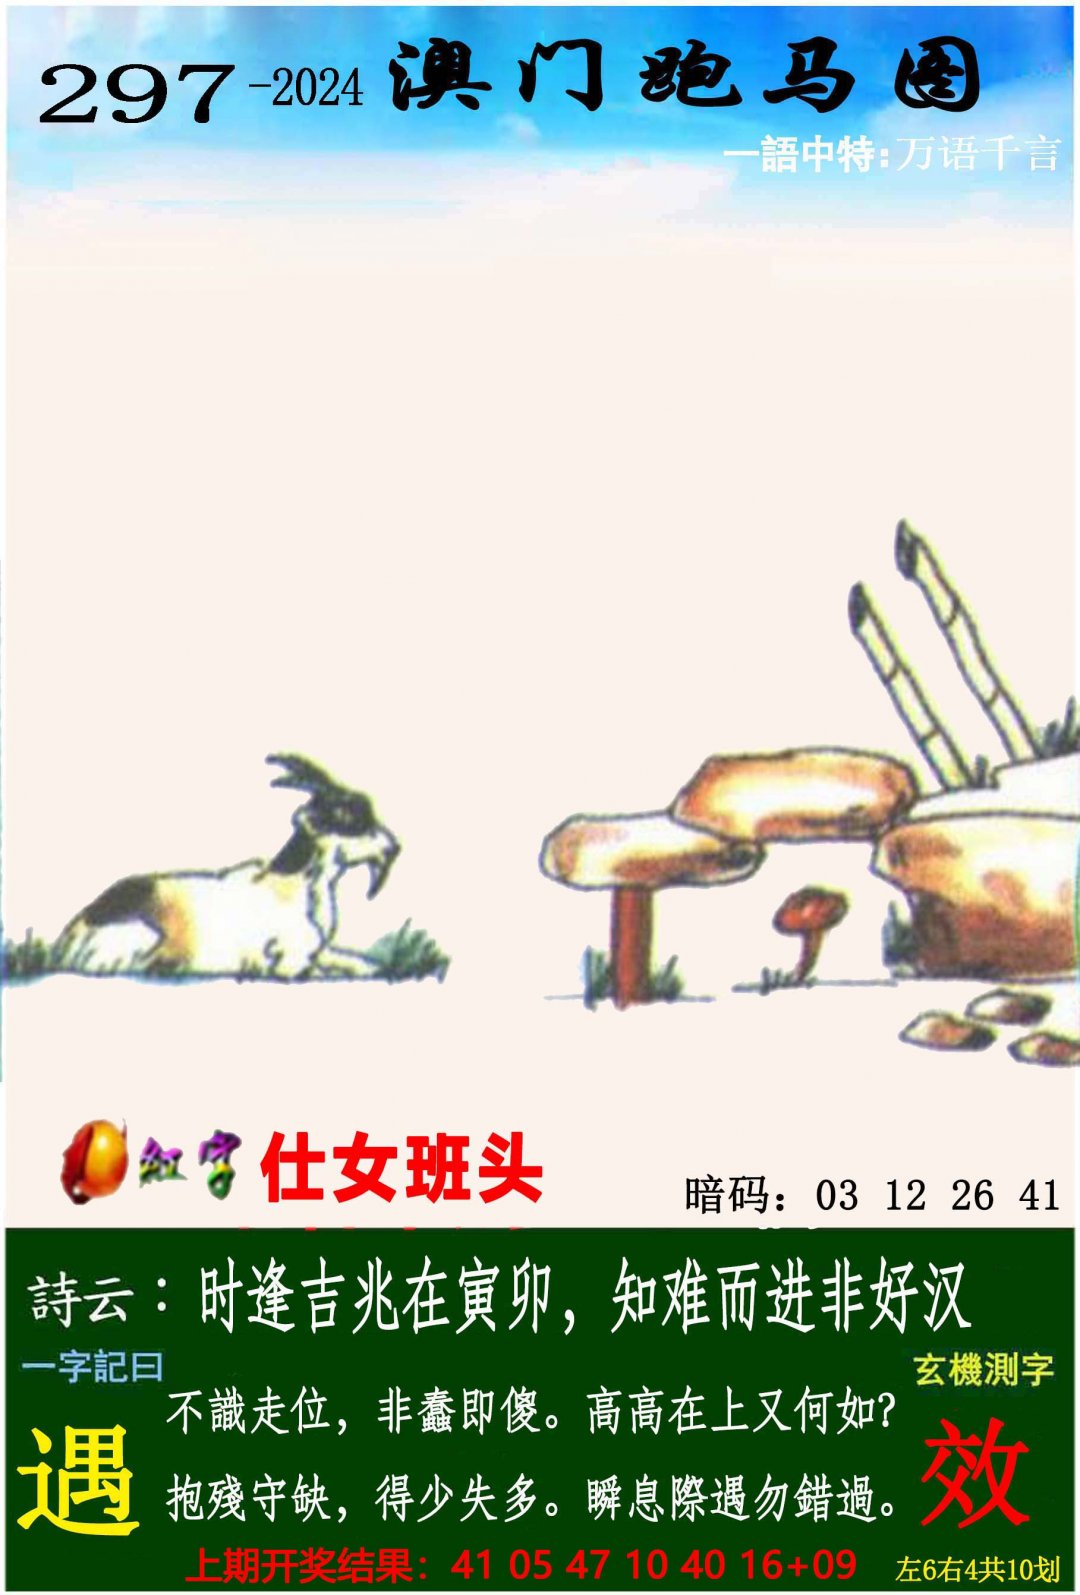 297-2024 澳门跑马图
一語中特:万语千言
红字 仕女班头
暗码：03 12 26 41
詩云：时逢吉兆在寅卯，知难而进非好汉
一字記曰
玄機測字
不識走位，非蠢即傻。高高在上又何如?
遇
效
抱殘守缺，得少失多。瞬息際遇勿錯過。
上期开奖结果：41 05 47 10 40 16+09
左6右4共10划